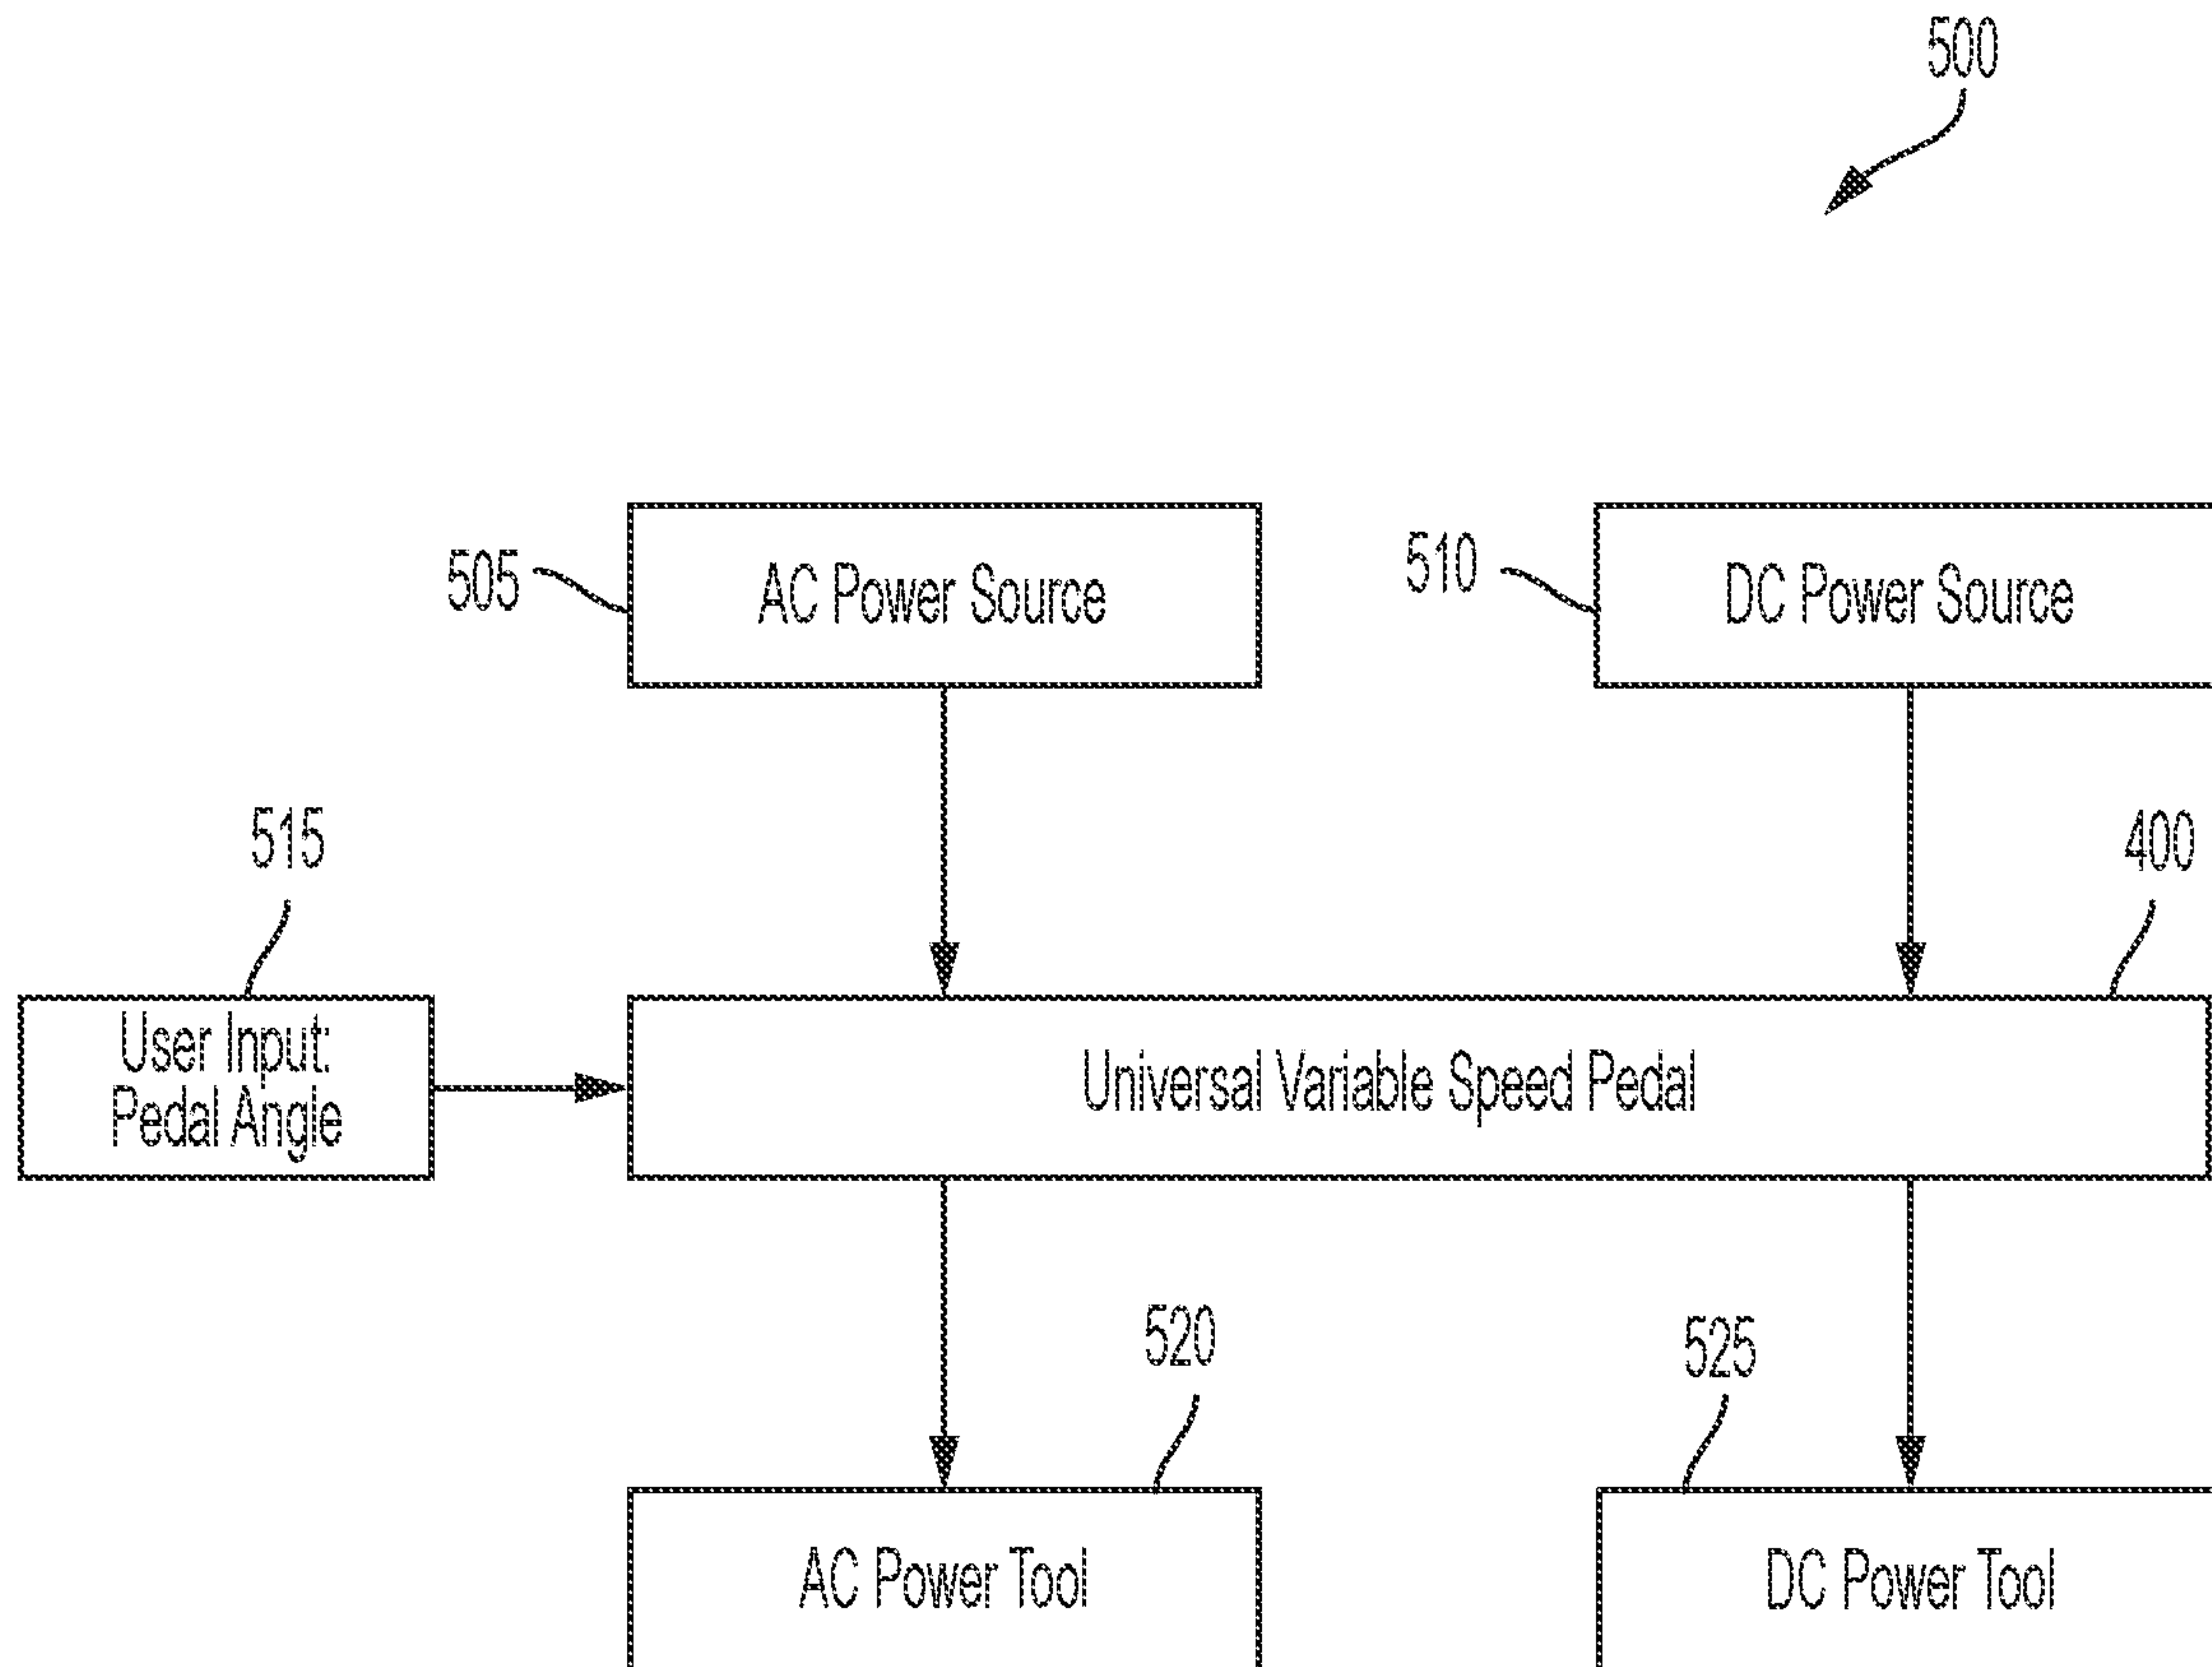 500
505
AC Power Source
510
DC Power Source
515
400
User Input:
Pedal Angle
Universal Variable Speed Pedal
520
525
AC Power Tool
DC Power Tool